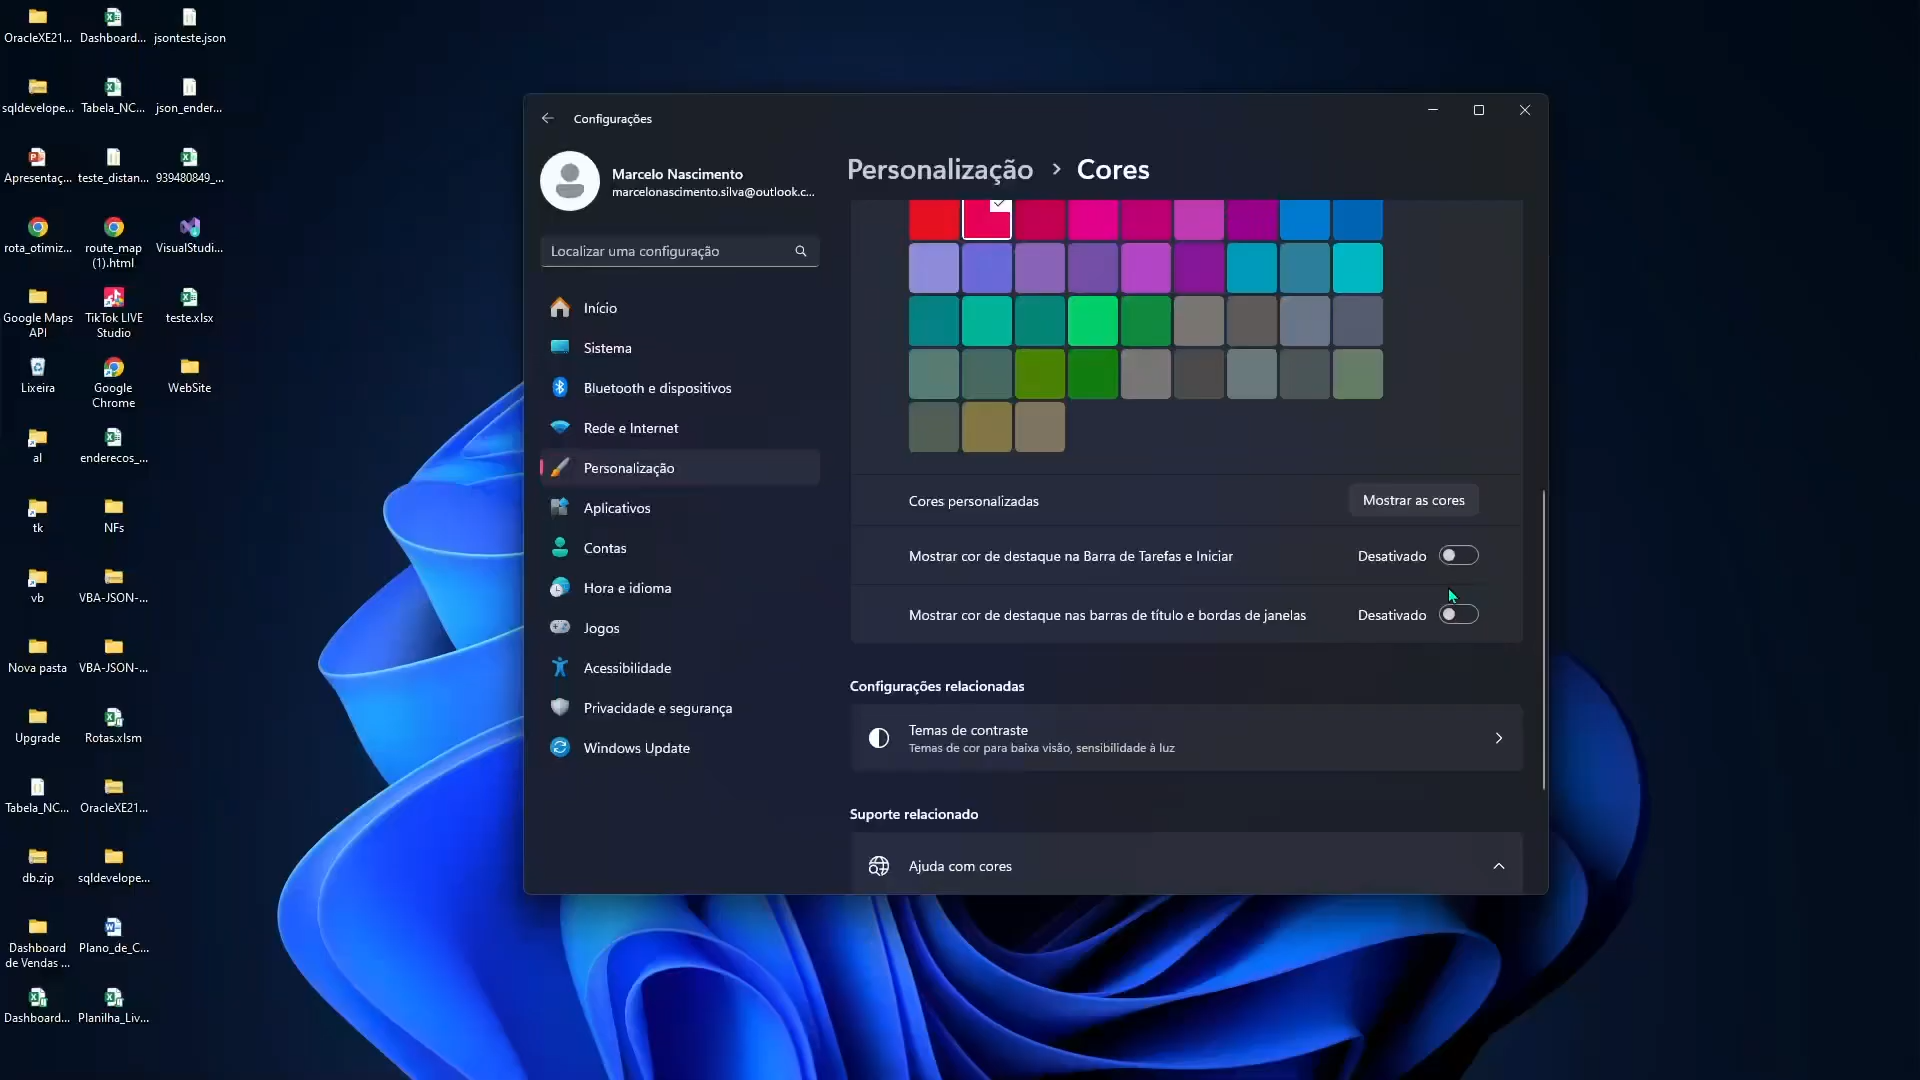 OracleXE21...
Dashboard...
jsonteste.json
sqldevelope...
Tabela_NC...
json_ender...
Apresentaç...
teste_distan...
939480849_...
rota_otimiz...
route_map
(1).html
VisualStudi...
Google Maps
API
TikTok LIVE
Studio
teste.xlsx
Lixeira
Google
Chrome
WebSite
al
enderecos_...
tk
NFs
vb
VBA-JSON-...
Nova pasta
VBA-JSON-...
Upgrade
Rotas.xlsm
Tabela_NC...
OracleXE21...
db.zip
sqldevelope...
Dashboard
de Vendas ...
Plano_de_C...
Dashboard...
Planilha_Liv...
Configurações
Marcelo Nascimento
marcelonascimento.silva@outlook.c...
Localizar uma configuração
Início
Sistema
Bluetooth e dispositivos
Rede e Internet
Personalização
Aplicativos
Contas
Hora e idioma
Jogos
Acessibilidade
Privacidade e segurança
Windows Update
Personalização > Cores
Cores personalizadas
Mostrar as cores
Mostrar cor de destaque na Barra de Tarefas e Iniciar
Desativado
Mostrar cor de destaque nas barras de título e bordas de janelas
Desativado
Configurações relacionadas
Temas de contraste
Temas de cor para baixa visão, sensibilidade à luz
Suporte relacionado
Ajuda com cores